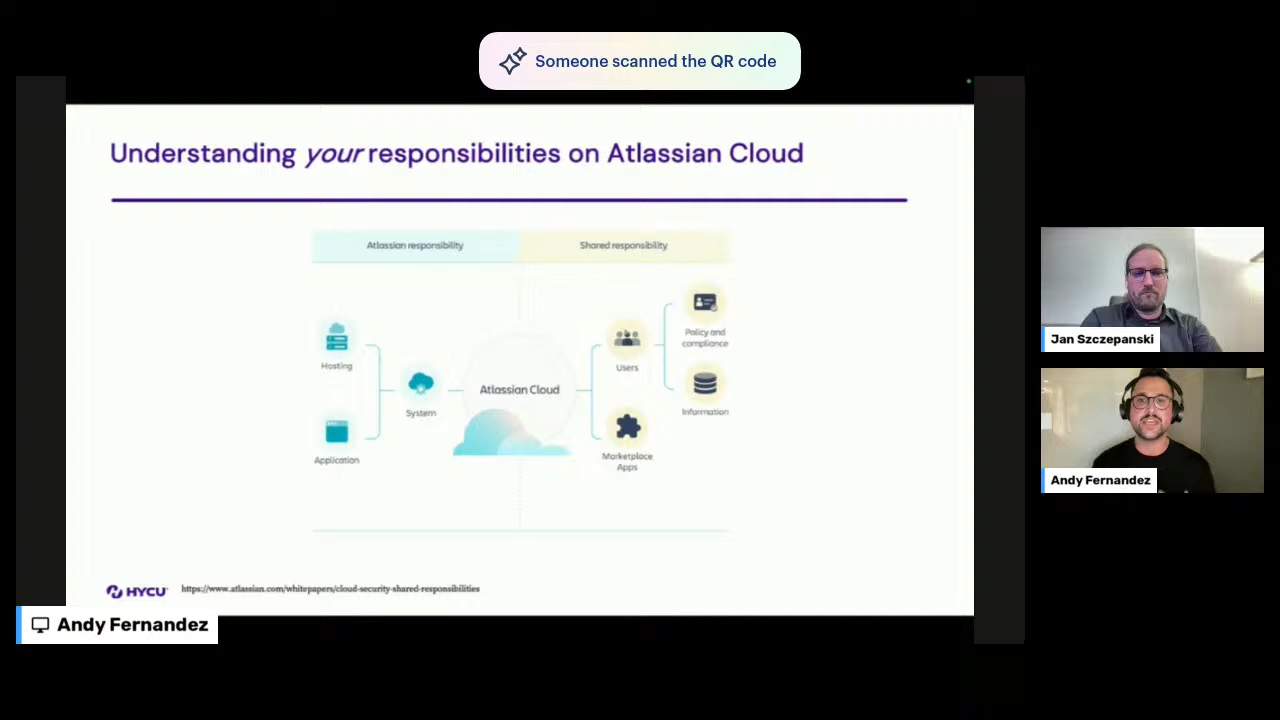 Someone scanned the QR code
Understanding your responsibilities on Atlassian Cloud
Atlassian responsibility
Shared responsibility
Hosting
Application
System
Atlassian Cloud
Users
Marketplace
Apps
Policy and
compliance
Information
HYCU
https://www.atlassian.com/whitepapers/cloud-security-shared-responsibilities
Andy Fernandez
Jan Szczepanski
Andy Fernandez